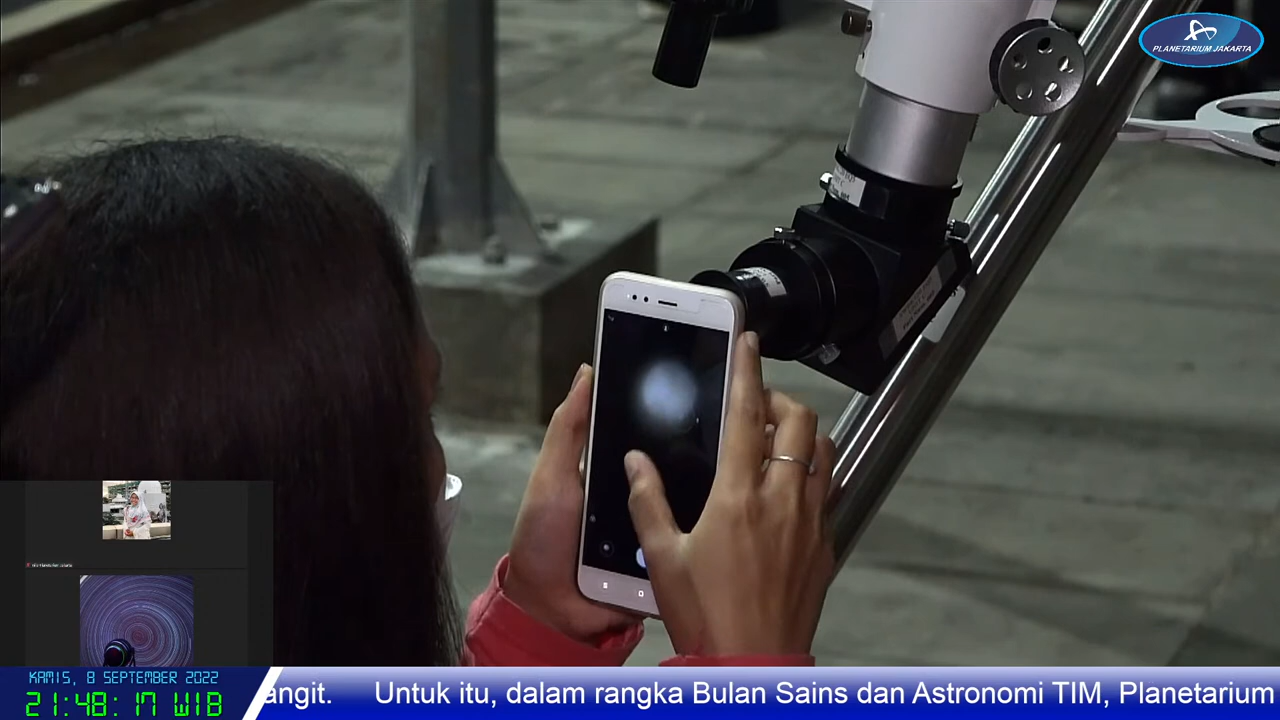 PLANETARIUM JAKARTA
KAMIS, 8 SEPTEMBER 2022
21:48:17 WIB
angit. Untuk itu, dalam rangka Bulan Sains dan Astronomi TIM, Planetarium